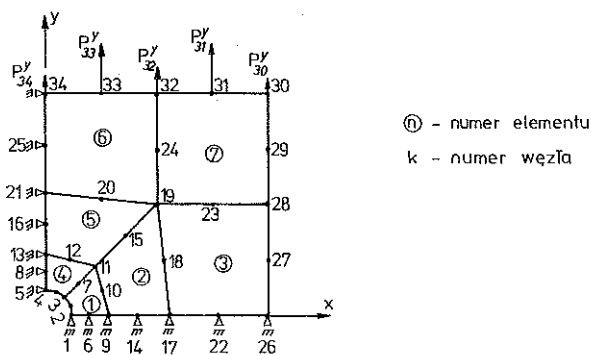 y
P33y P32y P31y
P34y 34 33 32 31 P30y 30
ⓝ - numer elementu
k - numer węzła
25 ⑥ 24 ⑦ 29
21 20 19 23 28
16 ⑤ 15
13 12 11 ② 18 ③ 27
8 ④ 7 10
5 4 3 2 ① x
1 6 9 14 17 22 26